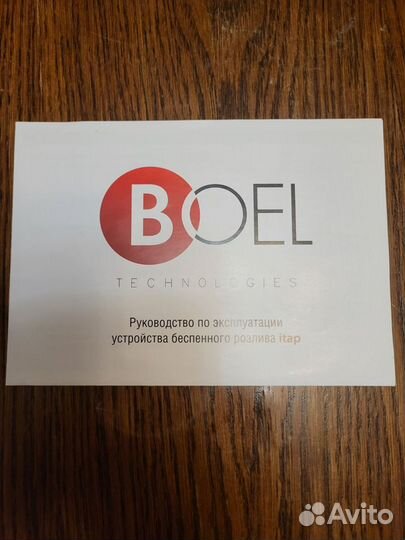 BOEL
TECHNOLOGIES
Руководство по эксплуатации
устройства беспенного розлива itap
Avito